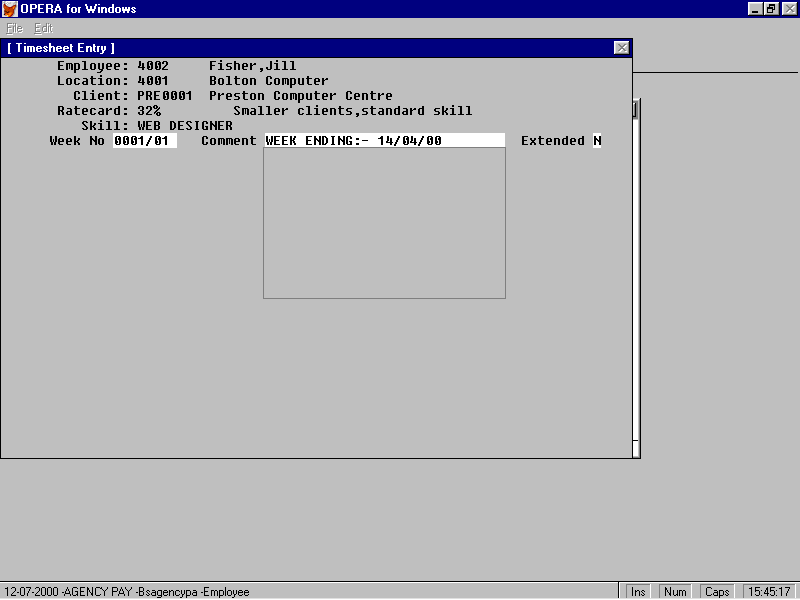 OPERA for Windows
File Edit
[ Timesheet Entry ]
Employee: 4002 Fisher,Jill
Location: 4001 Bolton Computer
Client: PRE0001 Preston Computer Centre
Ratecard: 32% Smaller clients,standard skill
Skill: WEB DESIGNER
Week No 0001/01 Comment WEEK ENDING:- 14/04/00 Extended N
12-07-2000 -AGENCY PAY -Bsagencypa -Employee Ins Num Caps 15:45:17